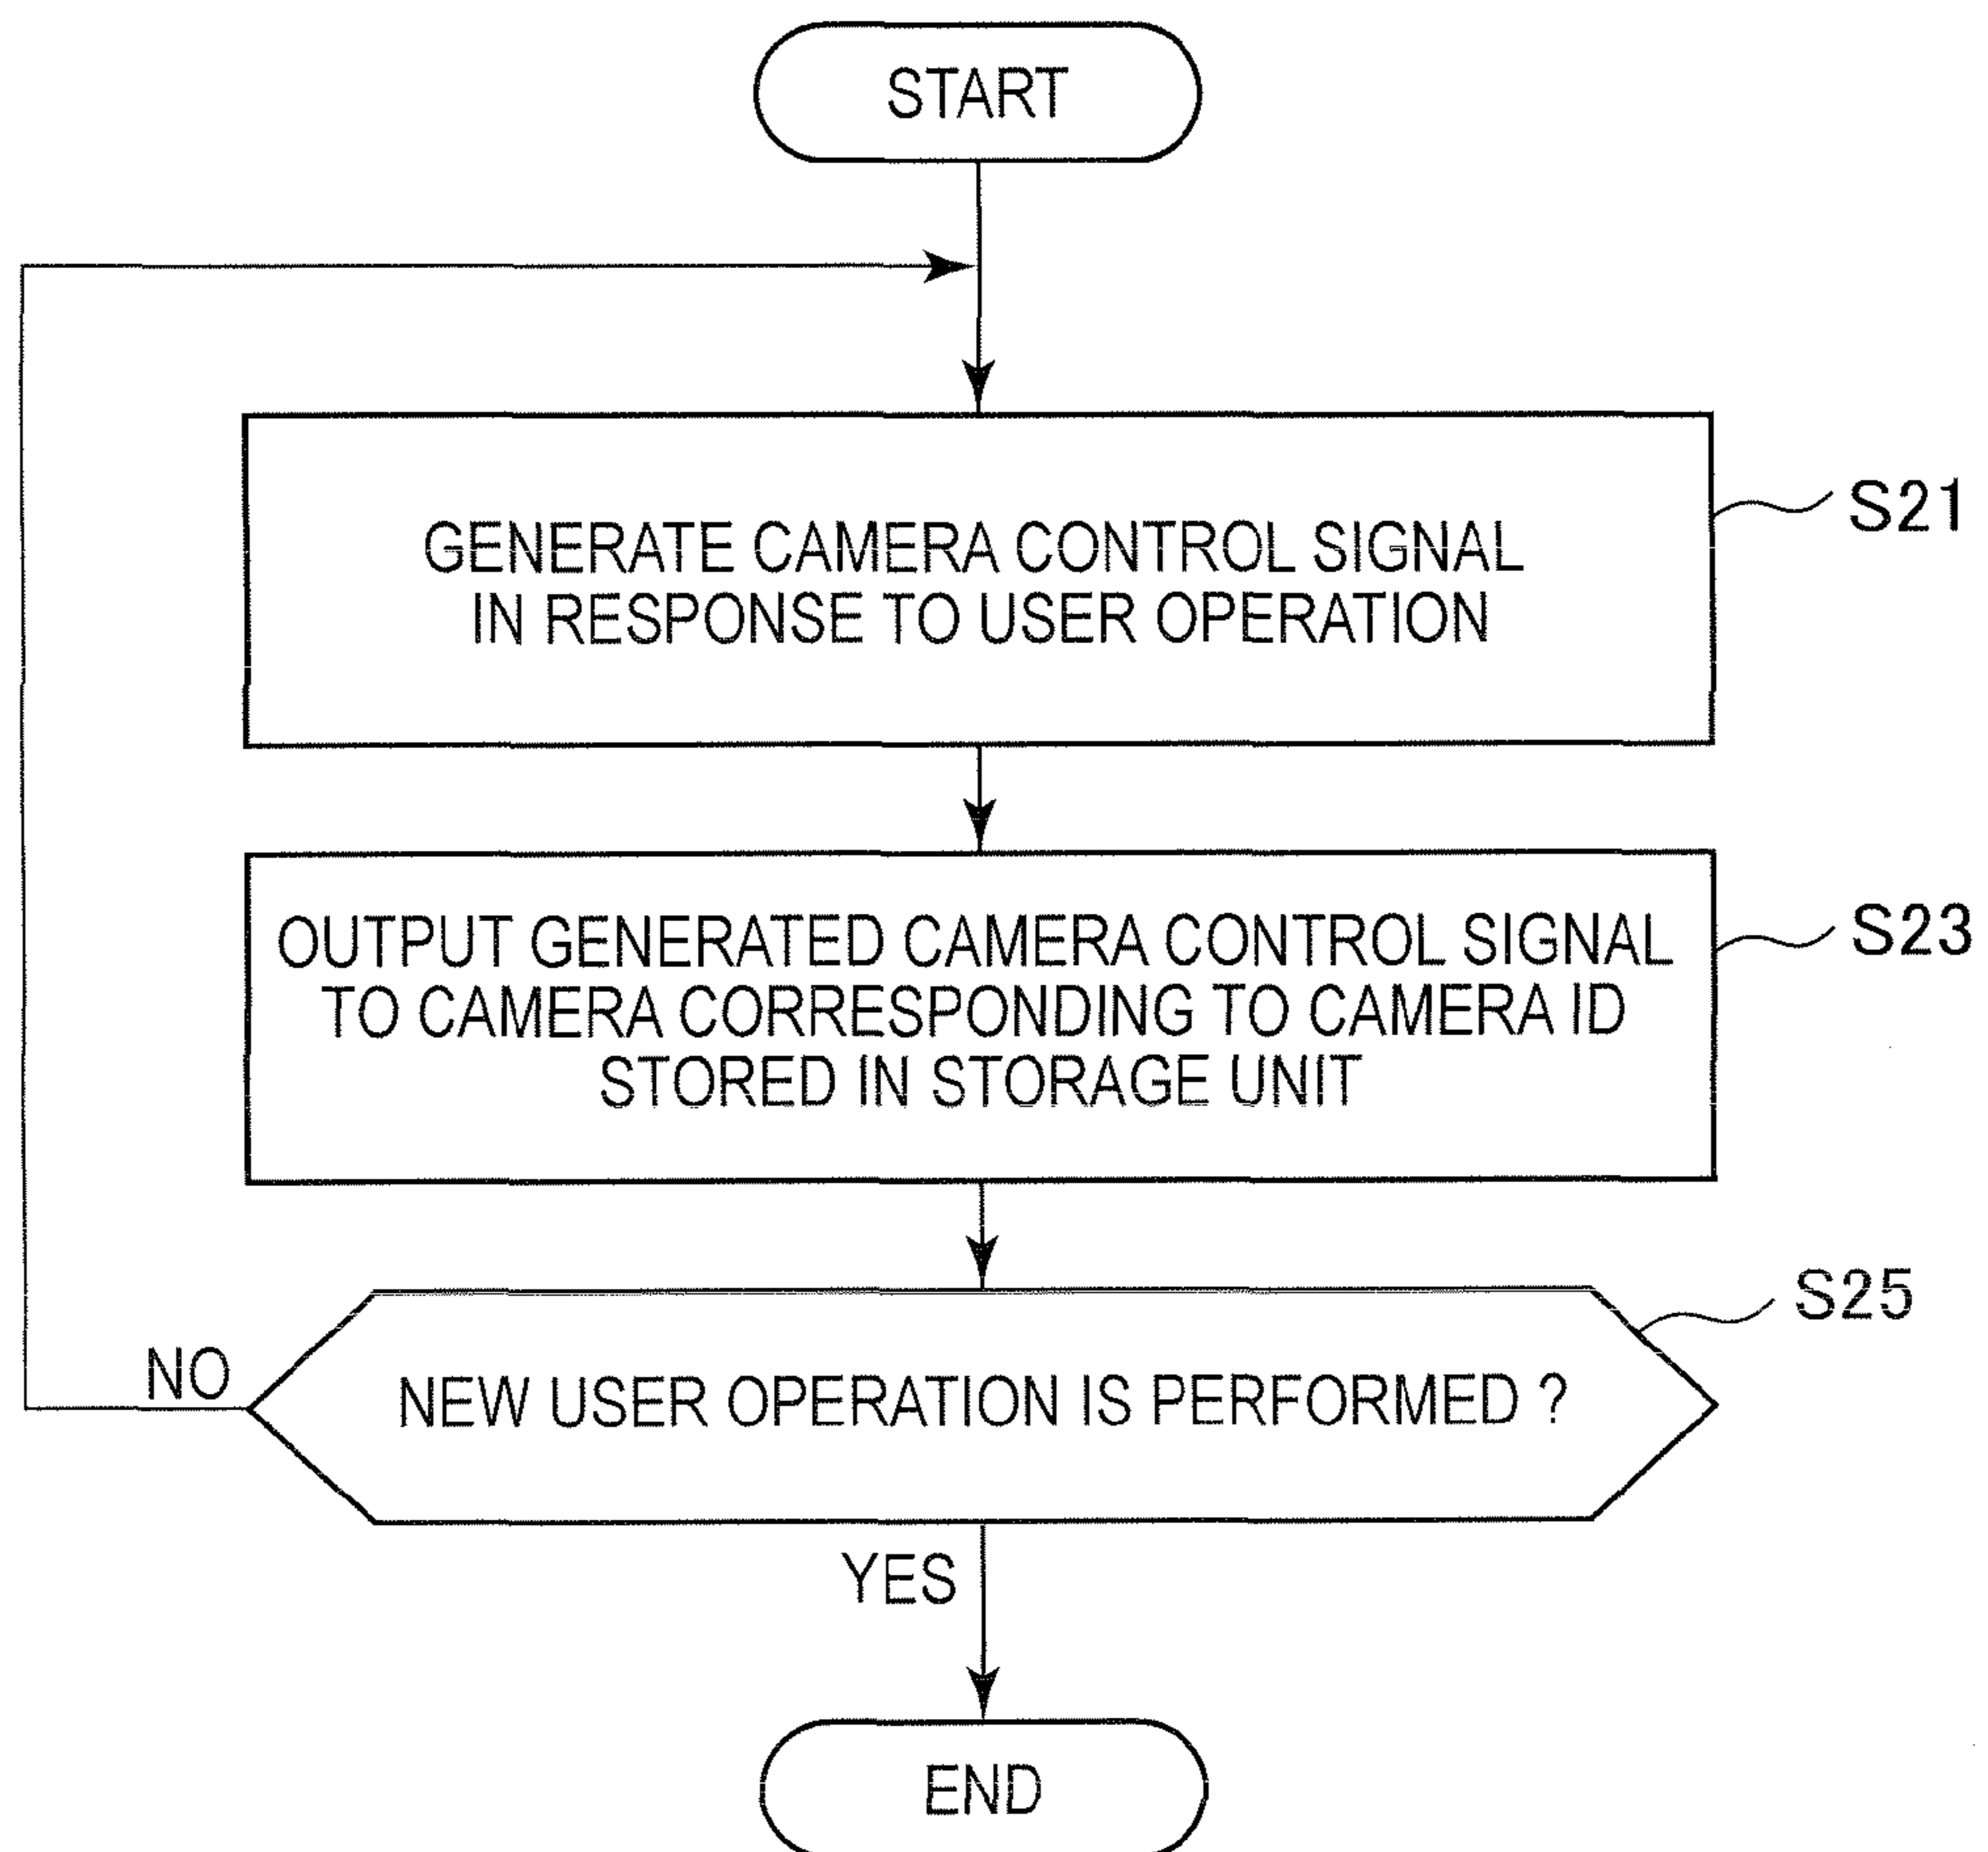 START
GENERATE CAMERA CONTROL SIGNAL
IN RESPONSE TO USER OPERATION
S21
OUTPUT GENERATED CAMERA CONTROL SIGNAL
TO CAMERA CORRESPONDING TO CAMERA ID
STORED IN STORAGE UNIT
S23
S25
NEW USER OPERATION IS PERFORMED ?
NO
YES
END